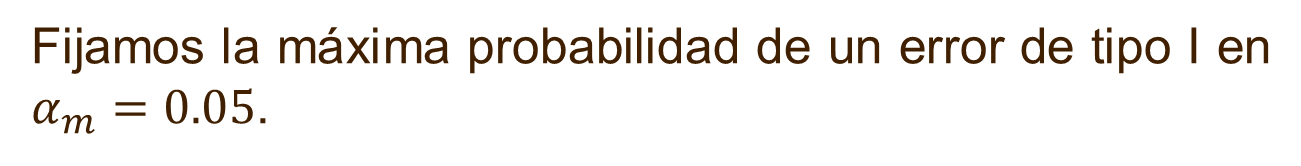 Fijamos la máxima probabilidad de un error de tipo I en
𝛼ₘ = 0.05.